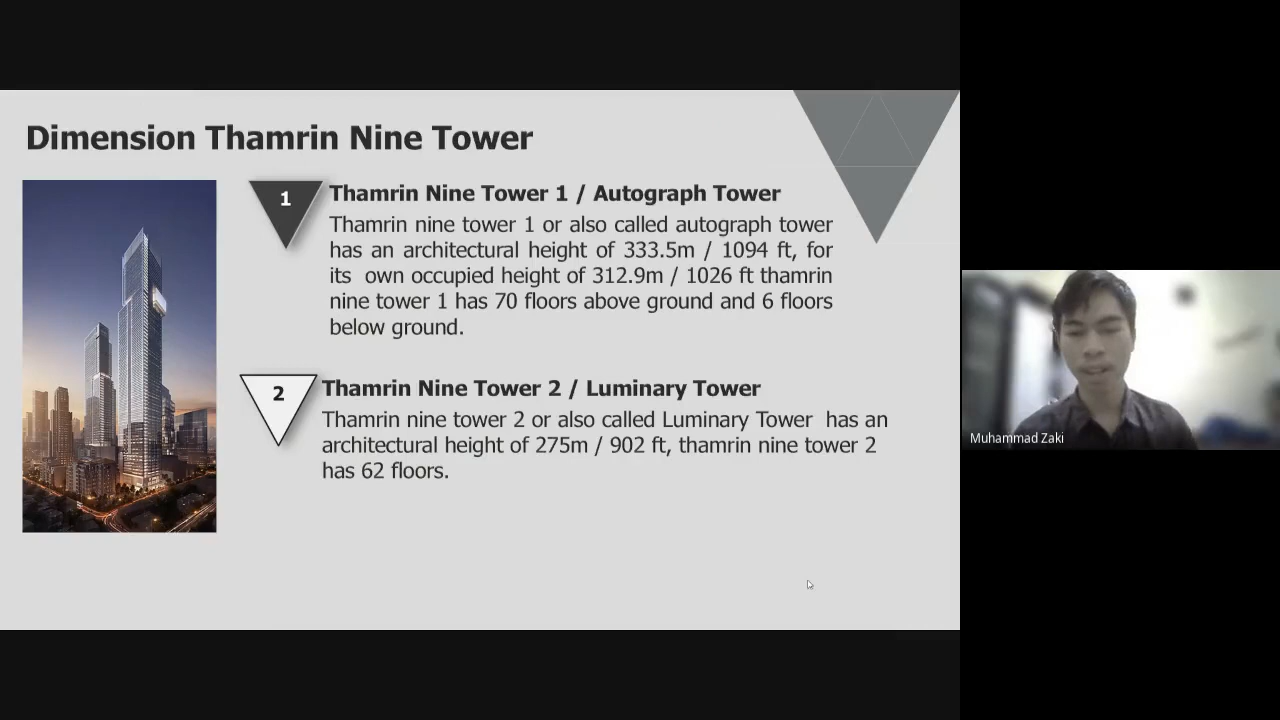 Dimension Thamrin Nine Tower
1
Thamrin Nine Tower 1 / Autograph Tower
Thamrin nine tower 1 or also called autograph tower
has an architectural height of 333.5m / 1094 ft, for
its own occupied height of 312.9m / 1026 ft thamrin
nine tower 1 has 70 floors above ground and 6 floors
below ground.
2
Thamrin Nine Tower 2 / Luminary Tower
Thamrin nine tower 2 or also called Luminary Tower has an
architectural height of 275m / 902 ft, thamrin nine tower 2
has 62 floors.
Muhammad Zaki